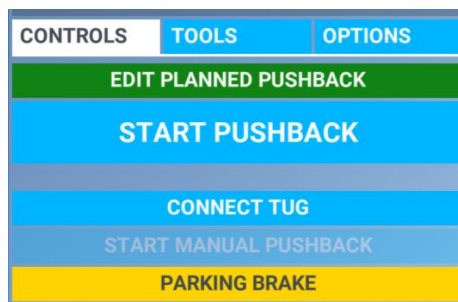 CONTROLS TOOLS OPTIONS
EDIT PLANNED PUSHBACK
START PUSHBACK
CONNECT TUG
START MANUAL PUSHBACK
PARKING BRAKE